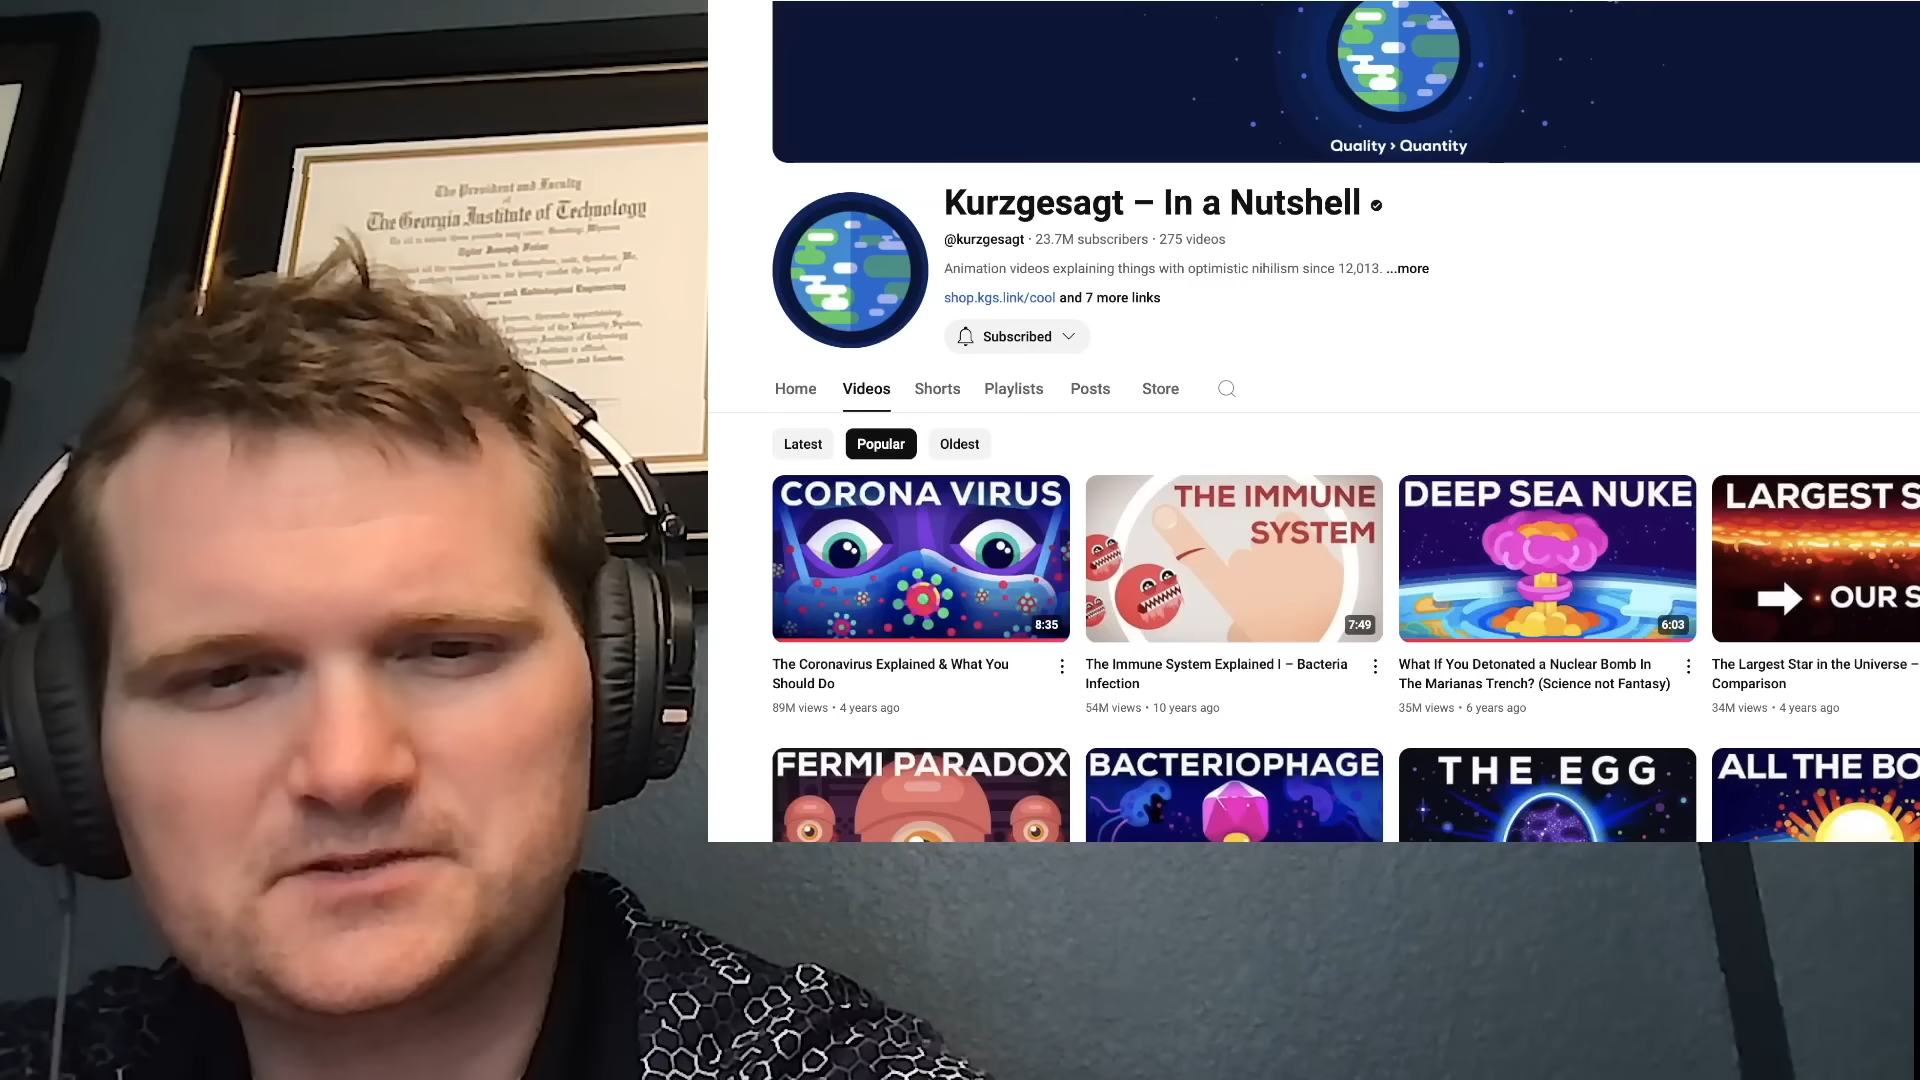 The President and Faculty
of
The Georgia Institute of Technology
Quality > Quantity
Kurzgesagt – In a Nutshell
@kurzgesagt · 23.7M subscribers · 275 videos
Animation videos explaining things with optimistic nihilism since 12,013. ...more
shop.kgs.link/cool and 7 more links
Subscribed
Home Videos Shorts Playlists Posts Store
Latest Popular Oldest
CORONA VIRUS
8:35
The Coronavirus Explained & What You
Should Do
89M views • 4 years ago
THE IMMUNE
SYSTEM
7:49
The Immune System Explained I – Bacteria
Infection
54M views • 10 years ago
DEEP SEA NUKE
6:03
What If You Detonated a Nuclear Bomb In
The Marianas Trench? (Science not Fantasy)
35M views • 6 years ago
LARGEST S
OUR S
The Largest Star in the Universe –
Comparison
34M views • 4 years ago
FERMI PARADOX
BACTERIOPHAGE
THE EGG
ALL THE BO